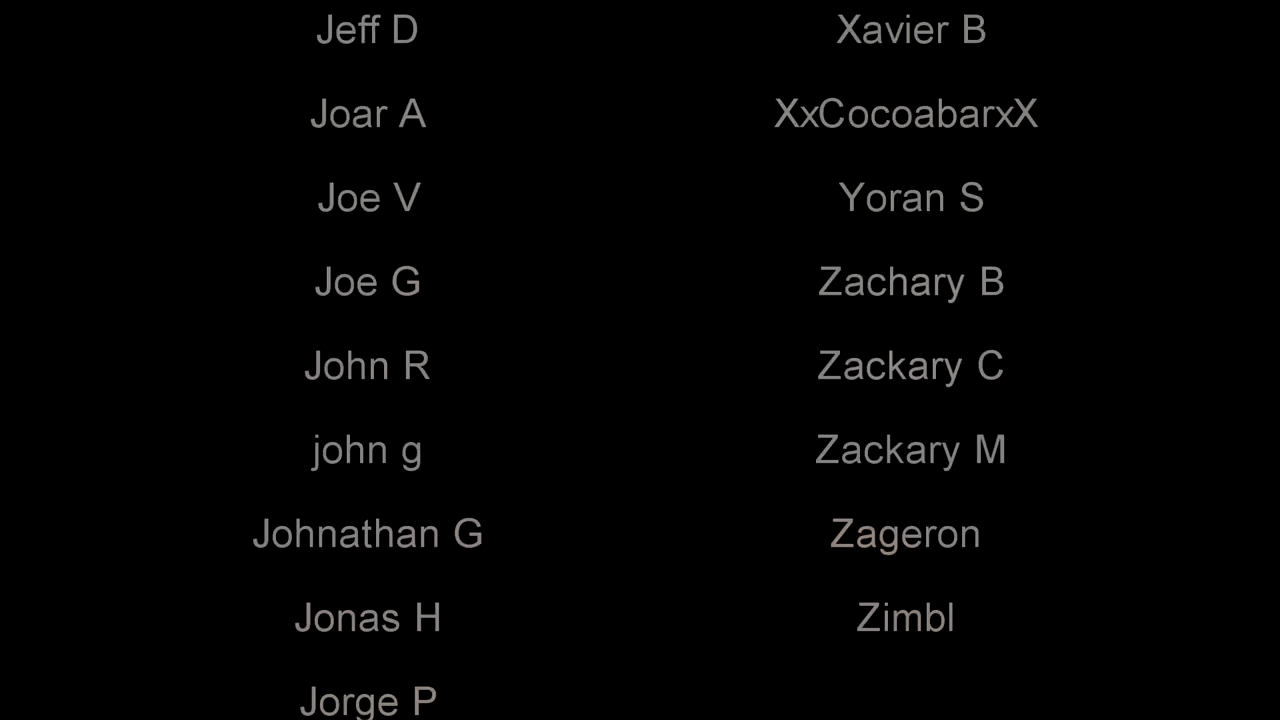 Jeff D
Joar A
Joe V
Joe G
John R
john g
Johnathan G
Jonas H
Jorge P
Xavier B
XxCocoabarxX
Yoran S
Zachary B
Zackary C
Zackary M
Zageron
Zimbl